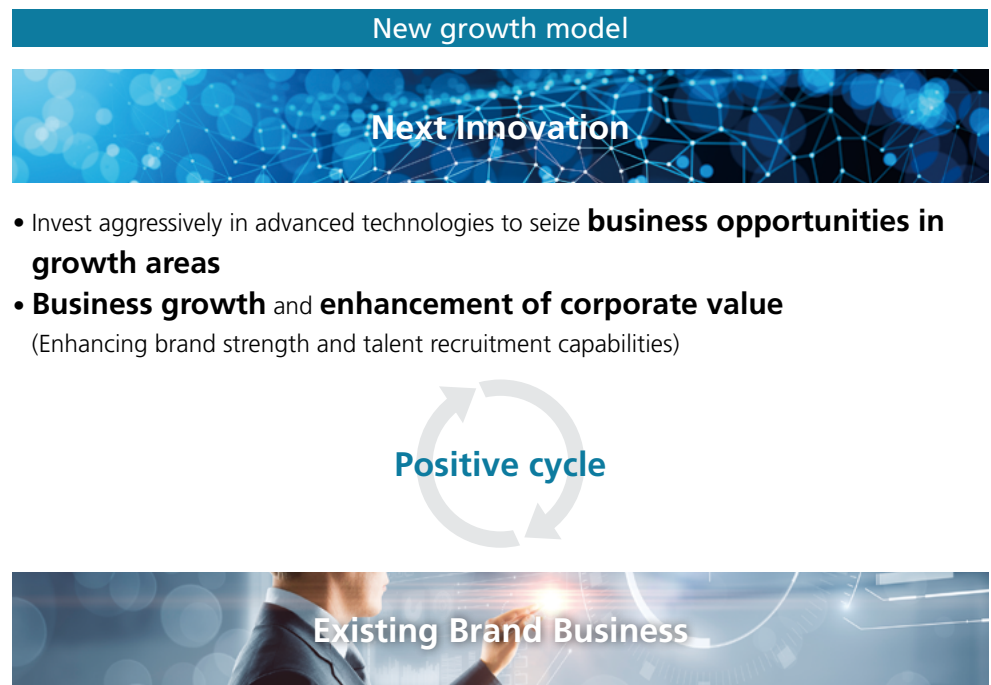 New growth model
Next Innovation
• Invest aggressively in advanced technologies to seize business opportunities in
growth areas
• Business growth and enhancement of corporate value
(Enhancing brand strength and talent recruitment capabilities)
Positive cycle
Existing Brand Business